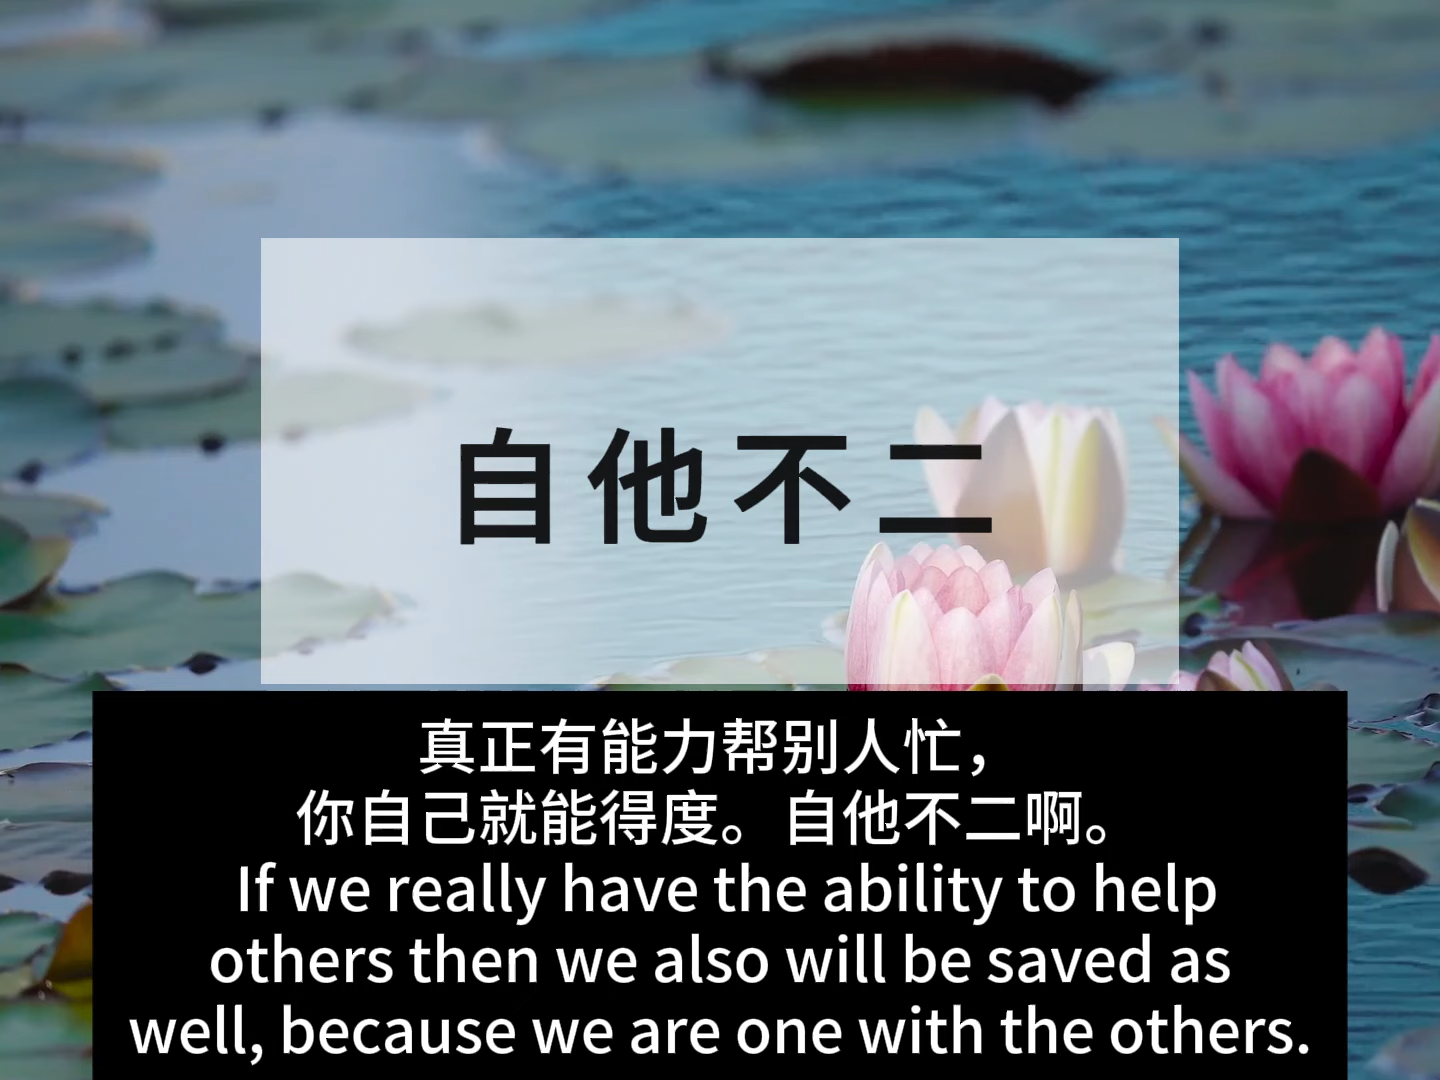 自他不二
真正有能力帮别人忙，
你自己就能得度。自他不二啊。
If we really have the ability to help
others then we also will be saved as
well, because we are one with the others.